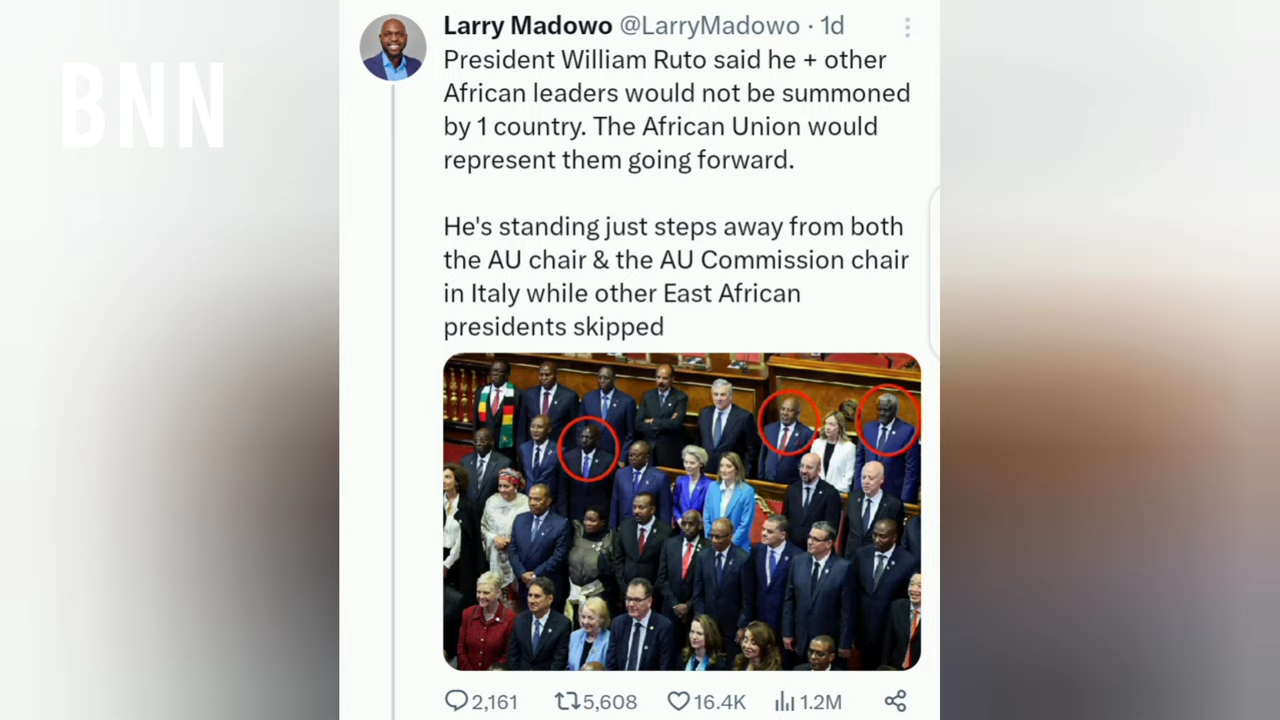 BNN
Larry Madowo @LarryMadowo · 1d
President William Ruto said he + other
African leaders would not be summoned
by 1 country. The African Union would
represent them going forward.
He's standing just steps away from both
the AU chair & the AU Commission chair
in Italy while other East African
presidents skipped
2,161 5,608 16.4K 1.2M